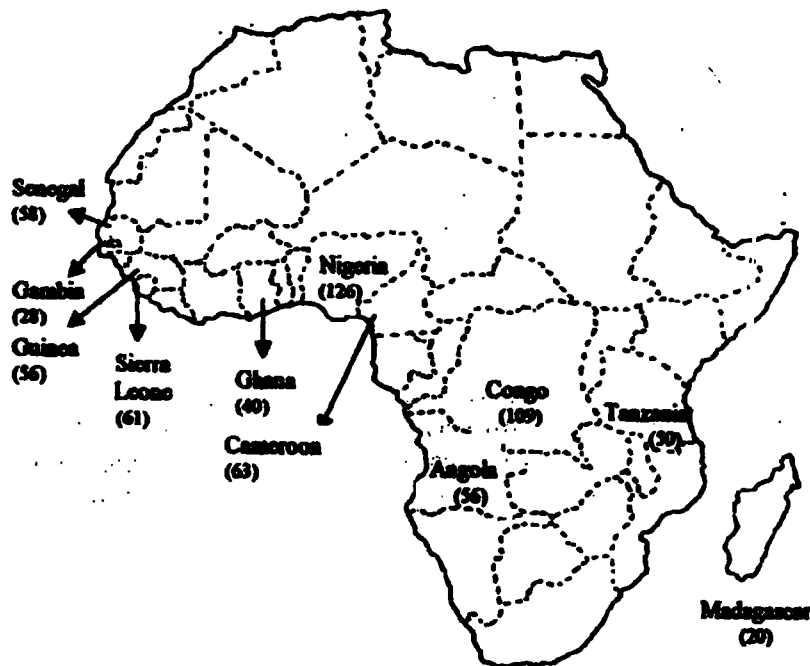 Senegal
(58)
Gambia
(28)
Guinea
(56)
Sierra
Leone
(61)
Ghana
(40)
Cameroon
(63)
Nigeria
(126)
Congo
(109)
Tanzania
(50)
Angola
(56)
Madagascar
(20)